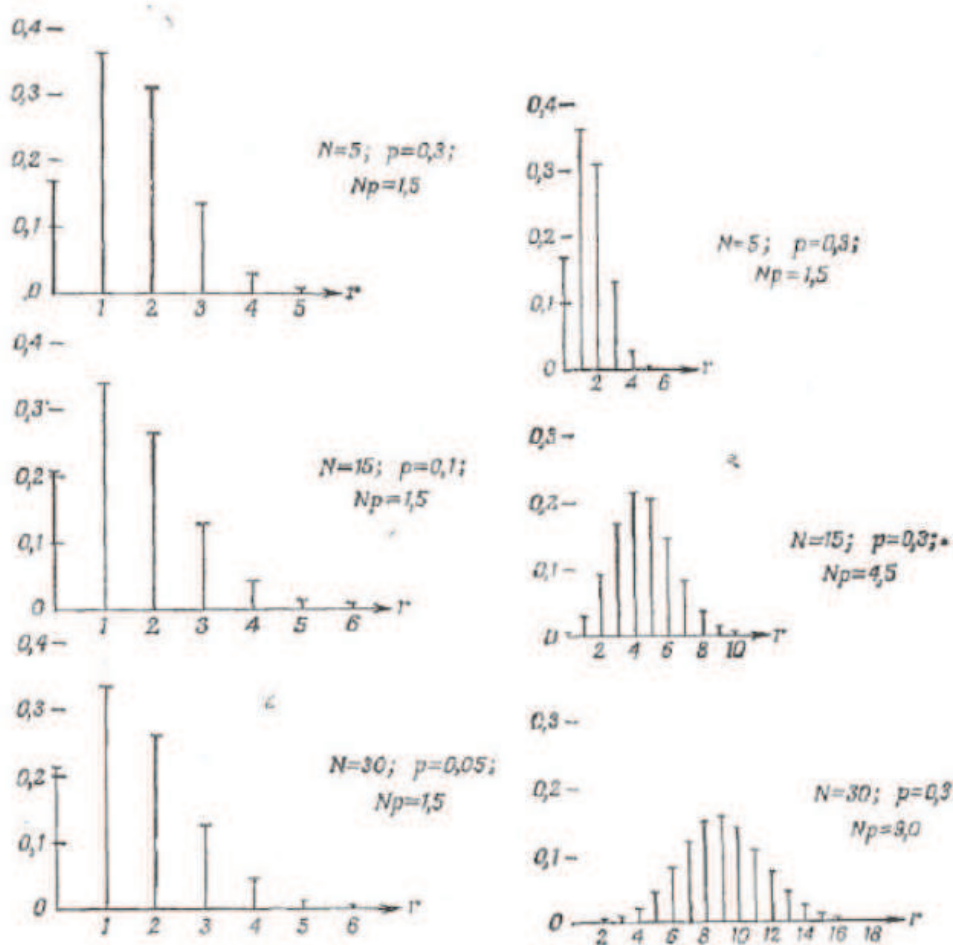 0,4
0,3
0,2
0,1
0
1 2 3 4 5 r
N=5; p=0,3;
Np=1,5
0,4
0,3
0,2
0,1
0
1 2 3 4 5 6 r
N=15; p=0,1;
Np=1,5
0,4
0,3
0,2
0,1
0
1 2 3 4 5 6 r
N=30; p=0,05;
Np=1,5
0,4
0,3
0,2
0,1
0
2 4 6 r
N=5; p=0,3;
Np=1,5
0,3
0,2
0,1
0
2 4 6 8 10 r
N=15; p=0,3;
Np=4,5
0,3
0,2
0,1
0
2 4 6 8 10 12 14 16 18 r
N=30; p=0,3
Np=9,0